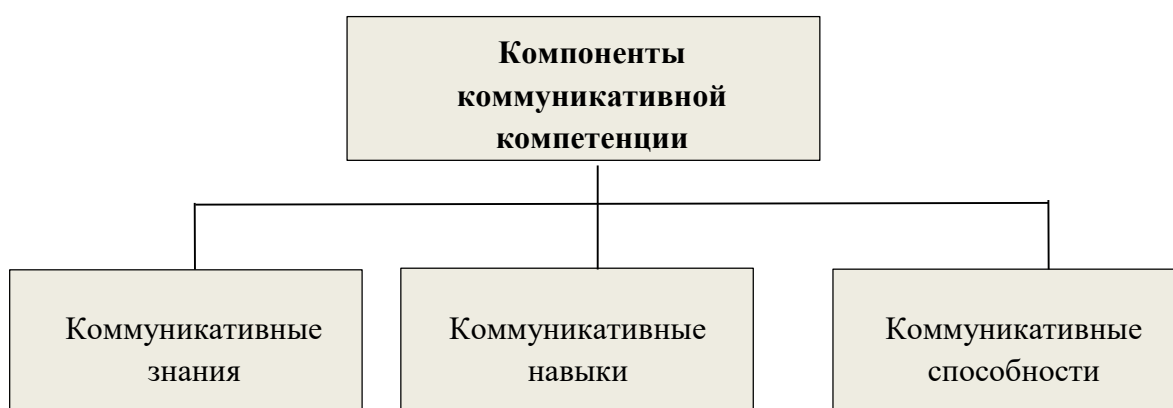 Компоненты
коммуникативной
компетенции
Коммуникативные
знания
Коммуникативные
навыки
Коммуникативные
способности